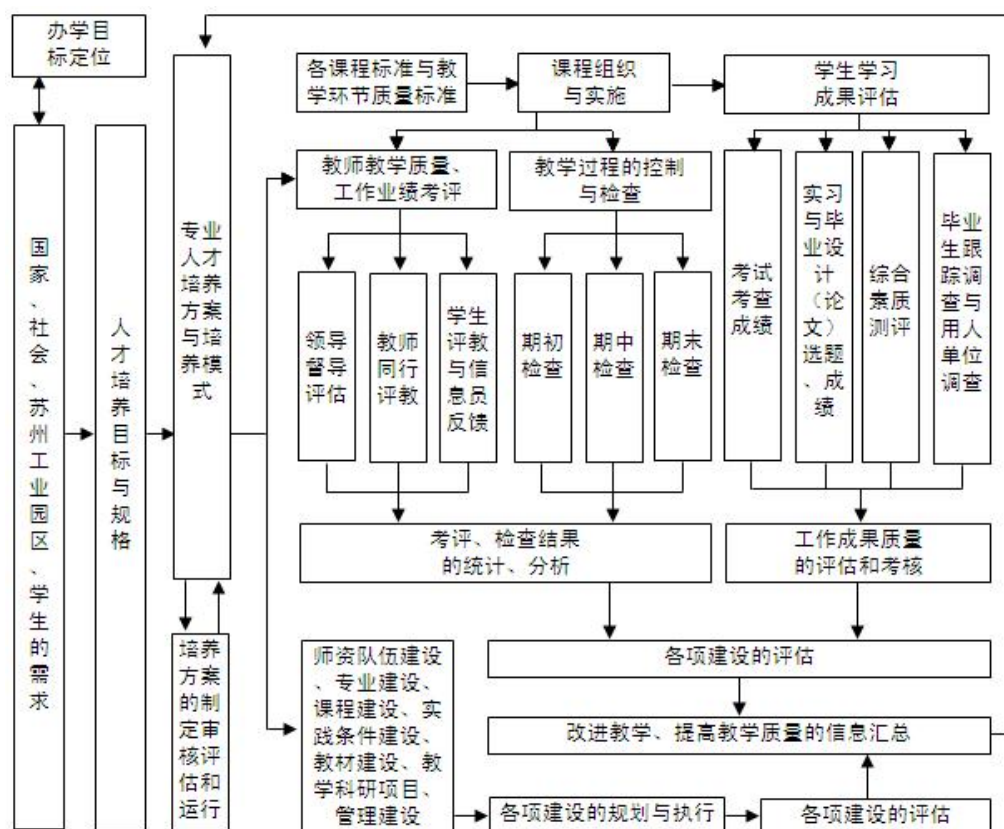 办学目
标定位
国家、社会、苏州工业园区、学生的需求
人才培养目标与规格
专业
人才
培养
方案
与培
养模
式
培养
方案
的制
定审
核评
估和
运行
各课程标准与教
学环节质量标准
课程组织
与实施
学生学习
成果评估
教师教学质量、
工作业绩考评
教学过程的控制
与检查
领导
督导
评估
教师
同行
评教
学生
评教
与信
息员
反馈
期初
检查
期中
检查
期末
检查
考试
考查
成绩
实习
与毕
业设
计
（论
文）
选题
、成
绩
综合
素质
测评
毕业
生跟
踪调
查与
用人
单位
调查
考评、检查结果
的统计、分析
工作成果质量
的评估和考核
师资队伍建设
、专业建设、
课程建设、实
践条件建设、
教材建设、教
学科研项目、
管理建设
各项建设的评估
改进教学、提高教学质量的信息汇总
各项建设的规划与执行
各项建设的评估